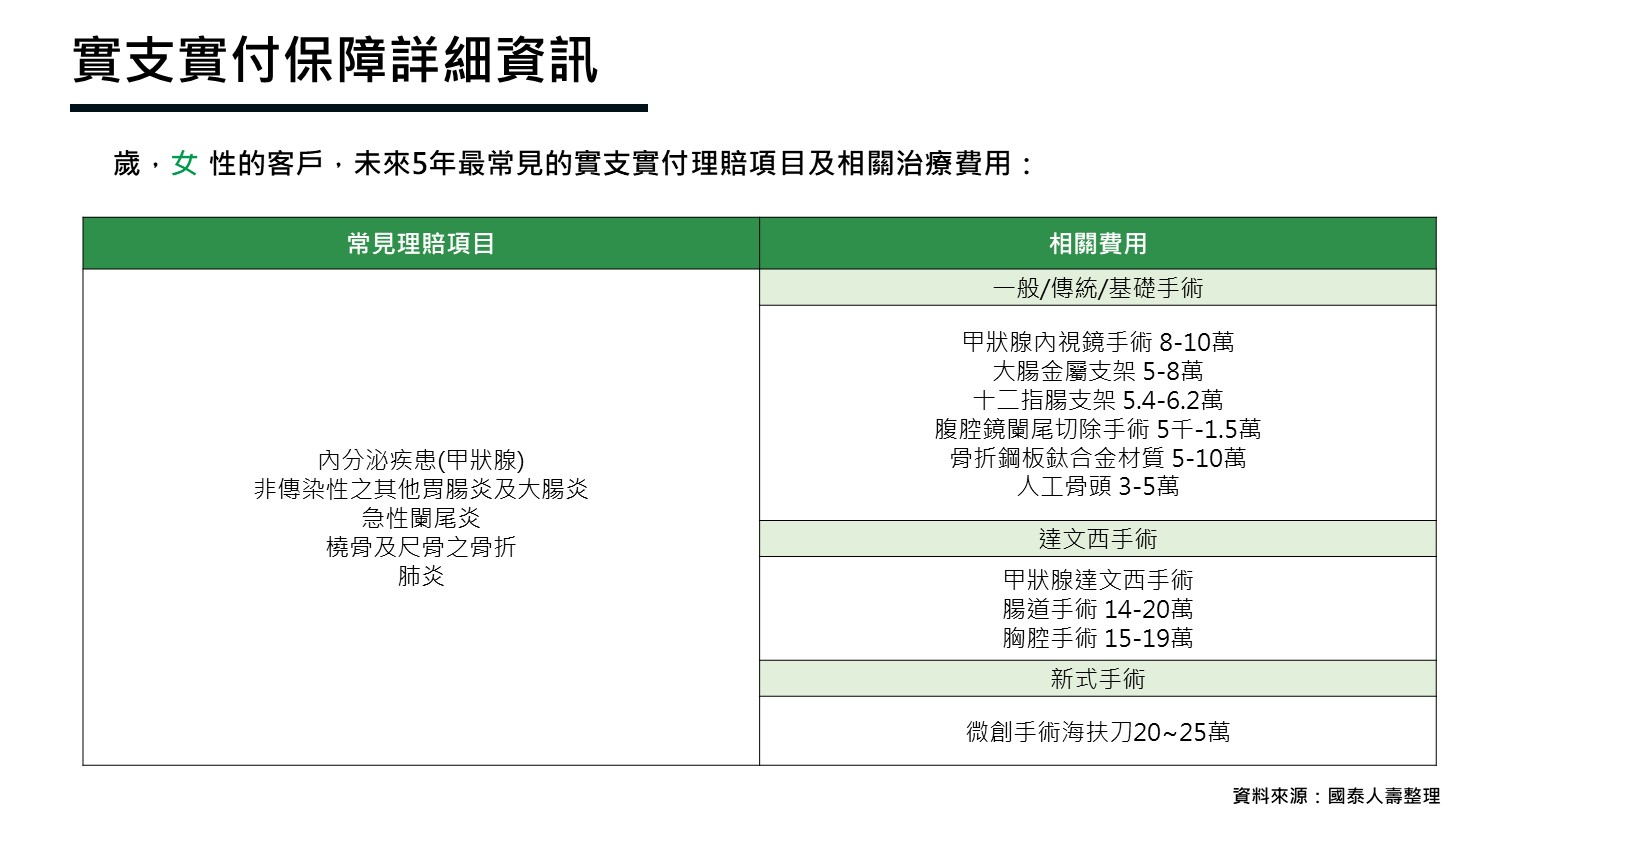 實支實付保障詳細資訊
歲，女 性的客戶，未來5年最常見的實支實付理賠項目及相關治療費用：
常見理賠項目
相關費用
內分泌疾患(甲狀腺)
非傳染性之其他胃腸炎及大腸炎
急性闌尾炎
橈骨及尺骨之骨折
肺炎
一般/傳統/基礎手術
甲狀腺內視鏡手術 8-10萬
大腸金屬支架 5-8萬
十二指腸支架 5.4-6.2萬
腹腔鏡闌尾切除手術 5千-1.5萬
骨折鋼板鈦合金材質 5-10萬
人工骨頭 3-5萬
達文西手術
甲狀腺達文西手術
腸道手術 14-20萬
胸腔手術 15-19萬
新式手術
微創手術海扶刀20~25萬
資料來源：國泰人壽整理